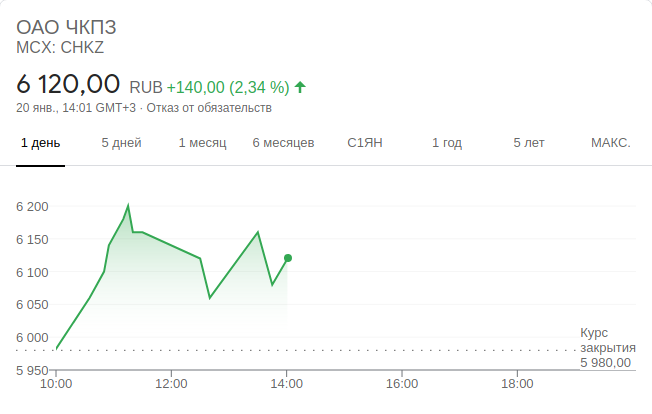 ОАО ЧКПЗ
MCX: CHKZ
6 120,00 RUB +140,00 (2,34 %)
20 янв., 14:01 GMT+3 · Отказ от обязательств
1 день 5 дней 1 месяц 6 месяцев С1ЯН 1 год 5 лет МАКС.
6 200
6 150
6 100
6 050
6 000
Курс
закрытия
5 980,00
5 950
10:00 12:00 14:00 16:00 18:00